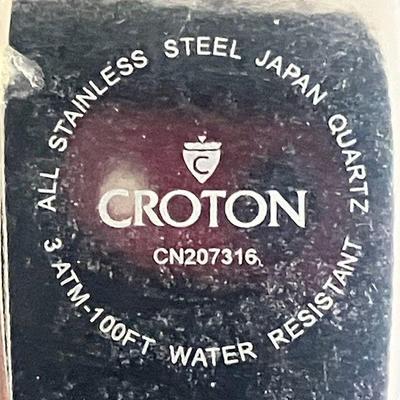 ALL STAINLESS STEEL JAPAN QUARTZ
C
CROTON
CN207316
3 ATM-100FT WATER RESISTANT